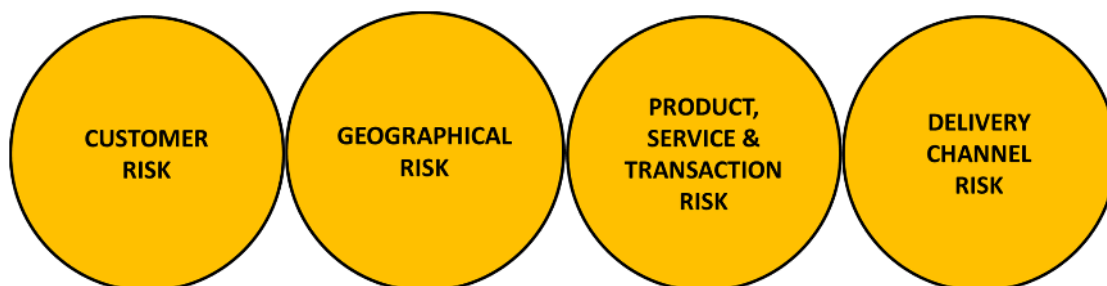 CUSTOMER
RISK
GEOGRAPHICAL
RISK
PRODUCT,
SERVICE &
TRANSACTION
RISK
DELIVERY
CHANNEL
RISK